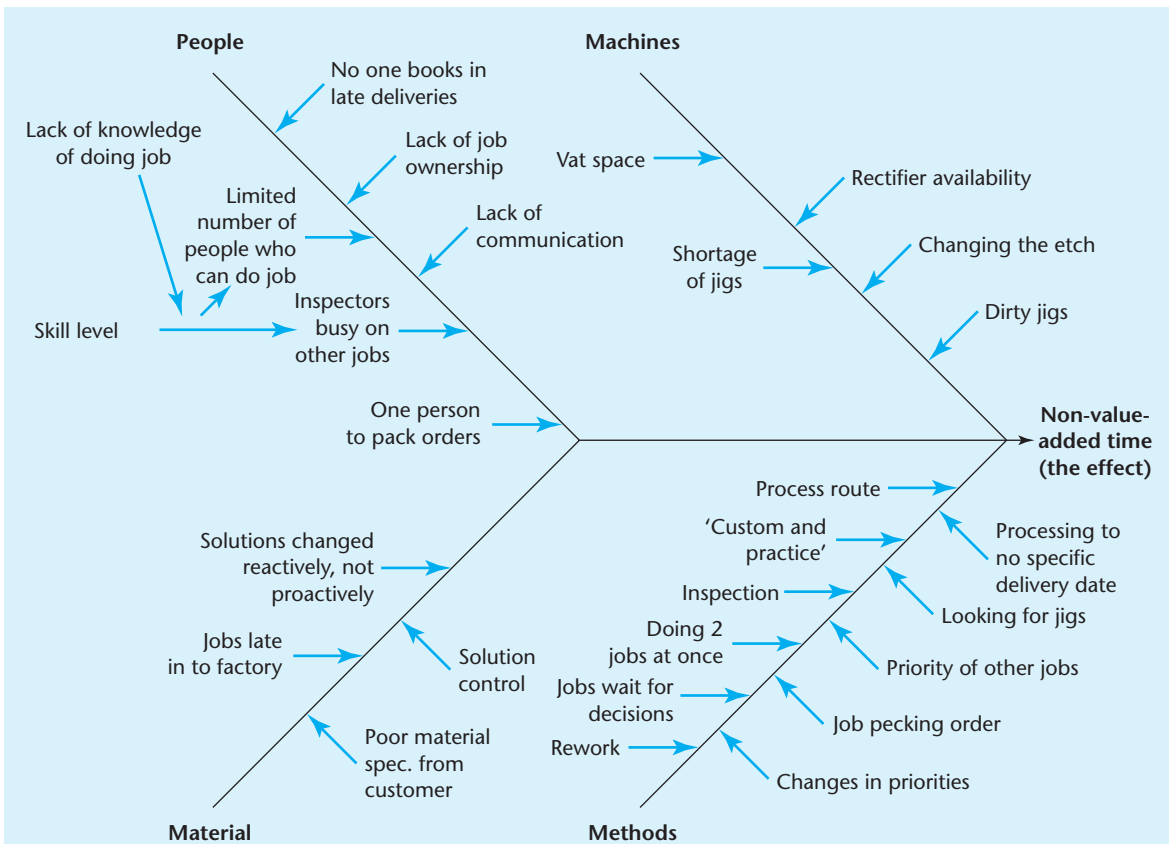 People
Machines
No one books in
late deliveries
Lack of knowledge
of doing job
Lack of job
ownership
Vat space
Rectifier availability
Limited
number of
people who
can do job
Lack of
communication
Shortage
of jigs
Changing the etch
Skill level
Inspectors
busy on
other jobs
Dirty jigs
One person
to pack orders
Non-value-
added time
(the effect)
Process route
Solutions changed
reactively, not
proactively
‘Custom and
practice’
Processing to
no specific
delivery date
Inspection
Looking for jigs
Jobs late
in to factory
Solution
control
Doing 2
jobs at once
Priority of other jobs
Jobs wait for
decisions
Job pecking order
Poor material
spec. from
customer
Rework
Changes in priorities
Material
Methods